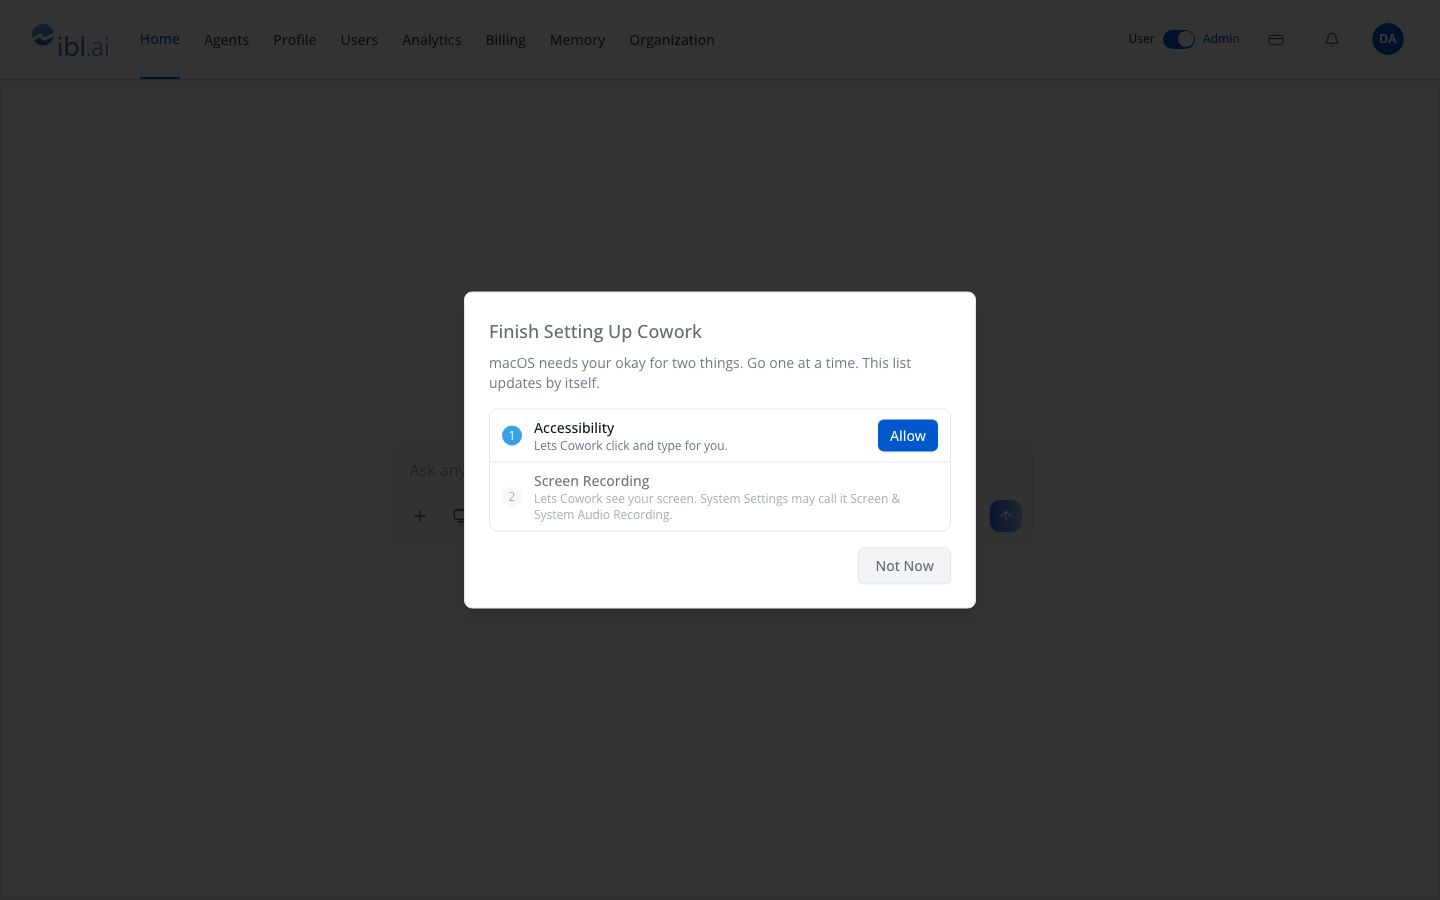 ibl.ai
Home
Agents
Profile
Users
Analytics
Billing
Memory
Organization
User
Admin
DA
Finish Setting Up Cowork
macOS needs your okay for two things. Go one at a time. This list
updates by itself.
1
Accessibility
Lets Cowork click and type for you.
Allow
2
Screen Recording
Lets Cowork see your screen. System Settings may call it Screen &
System Audio Recording.
Ask any
Not Now